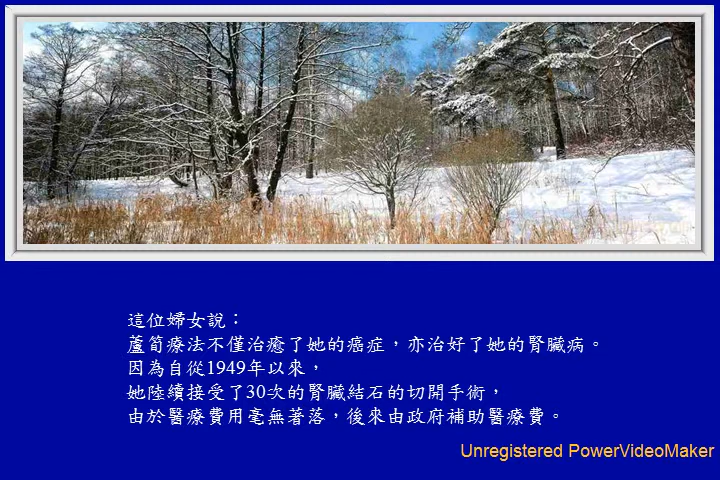 這位婦女說：
蘆筍療法不僅治癒了她的癌症，亦治好了她的腎臟病。
因為自從1949年以來，
她陸續接受了30次的腎臟結石的切開手術，
由於醫療費用毫無著落，後來由政府補助醫療費。
Unregistered PowerVideoMaker